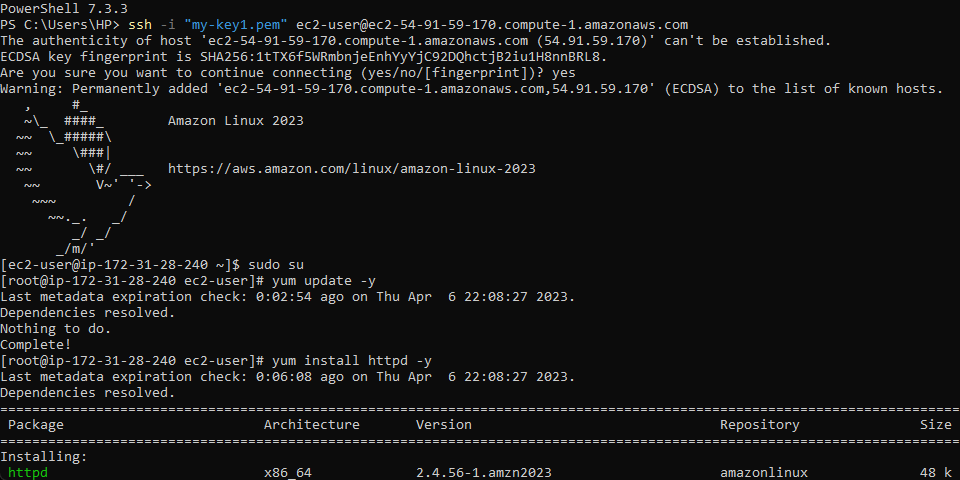 PowerShell 7.3.3
PS C:\Users\HP> ssh -i "my-key1.pem" ec2-user@ec2-54-91-59-170.compute-1.amazonaws.com
The authenticity of host 'ec2-54-91-59-170.compute-1.amazonaws.com (54.91.59.170)' can't be established.
ECDSA key fingerprint is SHA256:1tTX6f5WRmbnjeEnhYyYjC92DQhctjB2iu1H8nnBRL8.
Are you sure you want to continue connecting (yes/no/[fingerprint])? yes
Warning: Permanently added 'ec2-54-91-59-170.compute-1.amazonaws.com,54.91.59.170' (ECDSA) to the list of known hosts.
   ,     #_
   ~\_  ####_        Amazon Linux 2023
  ~~  \_#####\
  ~~     \###|
  ~~       \#/ ___   https://aws.amazon.com/linux/amazon-linux-2023
   ~~       V~' '->
    ~~~         /
      ~~._.   _/
         _/ _/
       _/m/'
[ec2-user@ip-172-31-28-240 ~]$ sudo su
[root@ip-172-31-28-240 ec2-user]# yum update -y
Last metadata expiration check: 0:02:54 ago on Thu Apr  6 22:08:27 2023.
Dependencies resolved.
Nothing to do.
Complete!
[root@ip-172-31-28-240 ec2-user]# yum install httpd -y
Last metadata expiration check: 0:06:08 ago on Thu Apr  6 22:08:27 2023.
Dependencies resolved.
========================================================================================================================
 Package                         Architecture       Version                               Repository               Size
========================================================================================================================
Installing:
 httpd                           x86_64             2.4.56-1.amzn2023                     amazonlinux              48 k